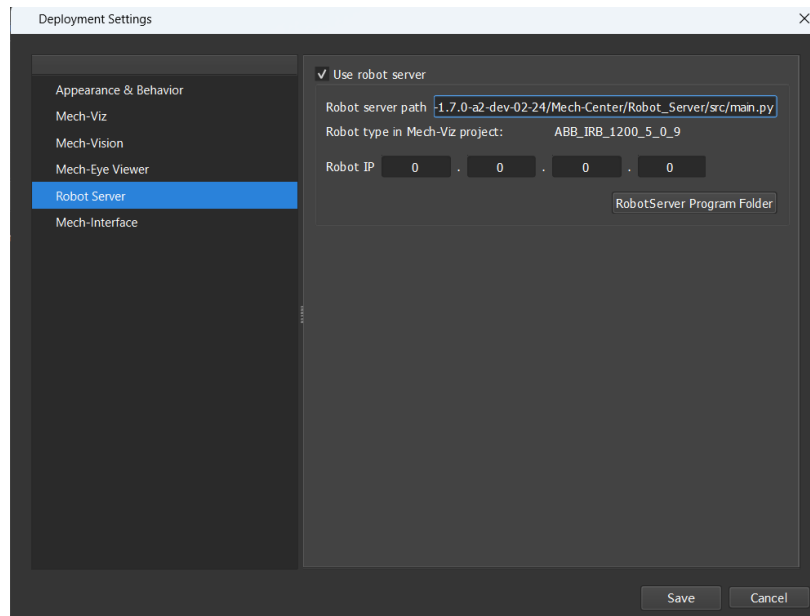 Deployment Settings
Appearance & Behavior
Mech-Viz
Mech-Vision
Mech-Eye Viewer
Robot Server
Mech-Interface
Use robot server
Robot server path -1.7.0-a2-dev-02-24/Mech-Center/Robot_Server/src/main.py
Robot type in Mech-Viz project: ABB_IRB_1200_5_0_9
Robot IP 0 . 0 . 0 . 0
RobotServer Program Folder
Save Cancel